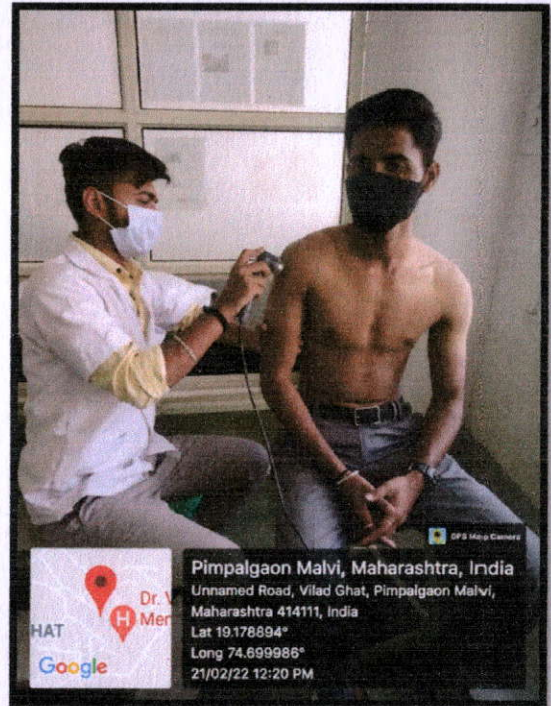 GPS Map Camera
Pimpalgaon Malvi, Maharashtra, India
Unnamed Road, Vilad Ghat, Pimpalgaon Malvi,
Maharashtra 414111, India
Lat 19.178894°
Long 74.699986°
21/02/22 12:20 PM
Dr. V
Mer
HAT
H
Google